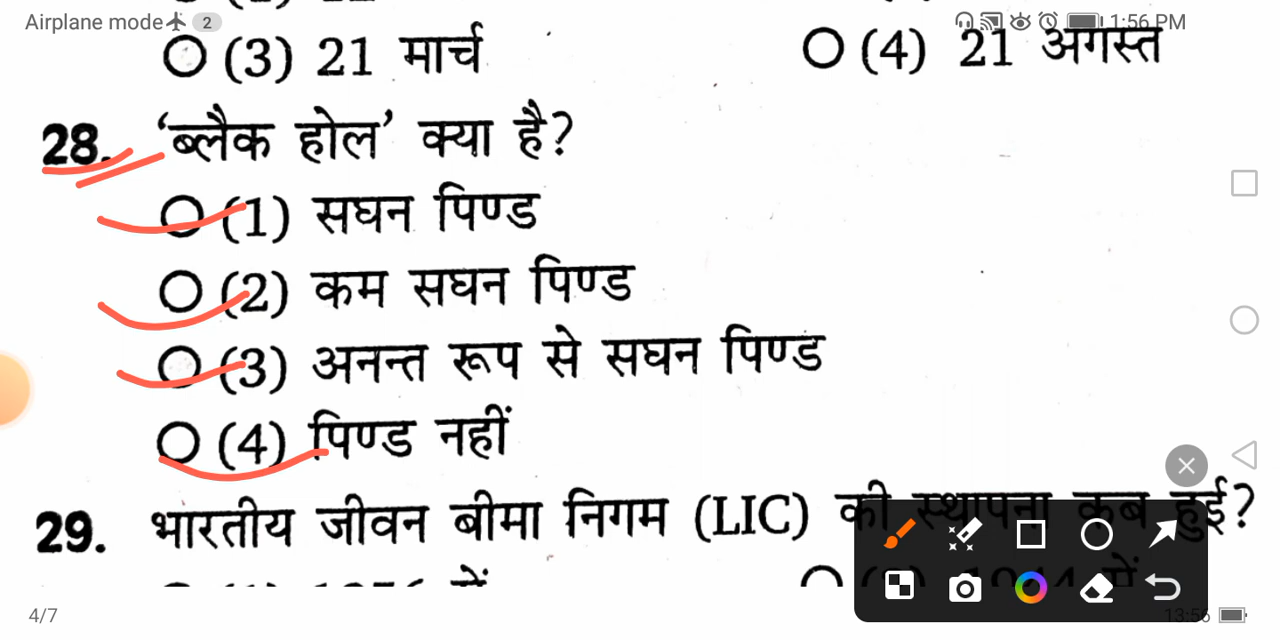 Airplane mode 2 1:56 PM
(3) 21 मार्च (4) 21 अगस्त
28. ‘ब्लैक होल’ क्या है?
(1) सघन पिण्ड
(2) कम सघन पिण्ड
(3) अनन्त रूप से सघन पिण्ड
(4) पिण्ड नहीं
29. भारतीय जीवन बीमा निगम (LIC) की स्थापना कब हुई?
4/7 13:56